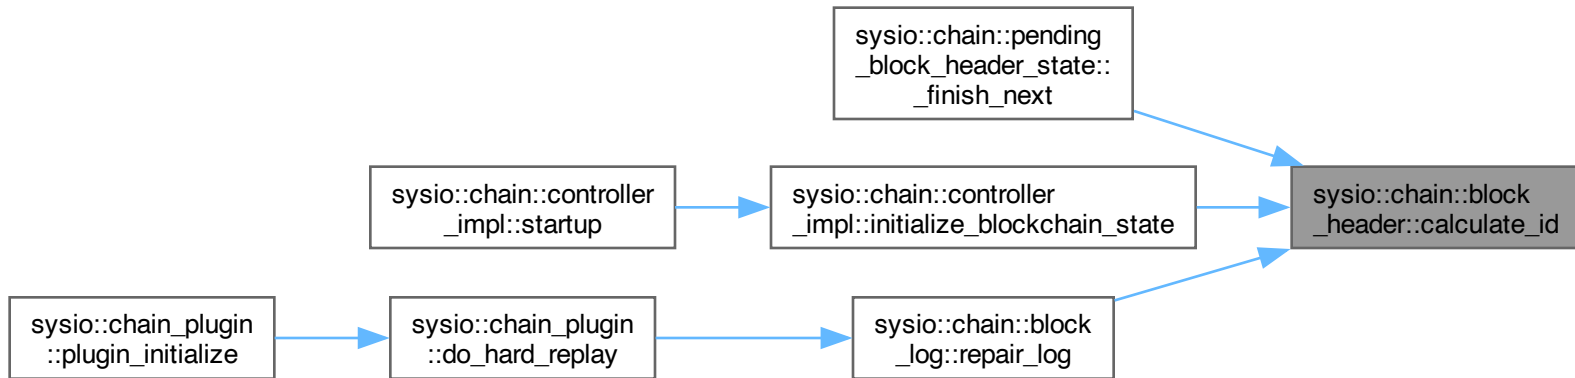 sysio::chain::pending
_block_header_state::
_finish_next
sysio::chain::controller
_impl::startup
sysio::chain::controller
_impl::initialize_blockchain_state
sysio::chain::block
_header::calculate_id
sysio::chain_plugin
::plugin_initialize
sysio::chain_plugin
::do_hard_replay
sysio::chain::block
_log::repair_log